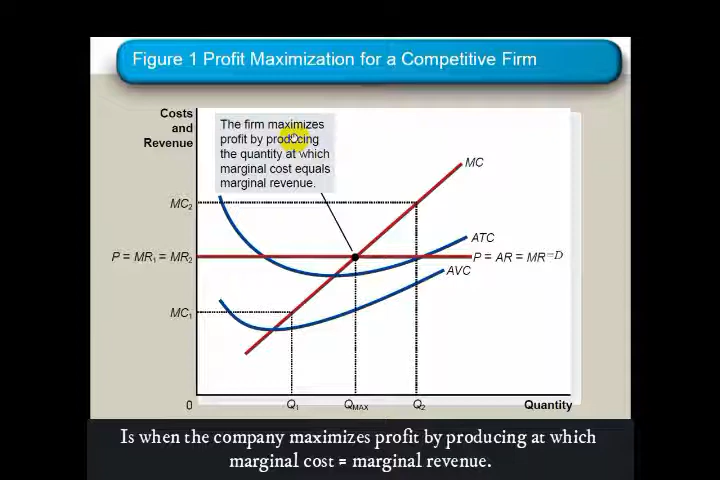 Figure 1 Profit Maximization for a Competitive Firm
Costs
and
Revenue
The firm maximizes
profit by producing
the quantity at which
marginal cost equals
marginal revenue.
MC
MC2
ATC
P = MR1 = MR2
P = AR = MR =D
AVC
MC1
0
Q1
QMAX
Q2
Quantity
Is when the company maximizes profit by producing at which
marginal cost = marginal revenue.